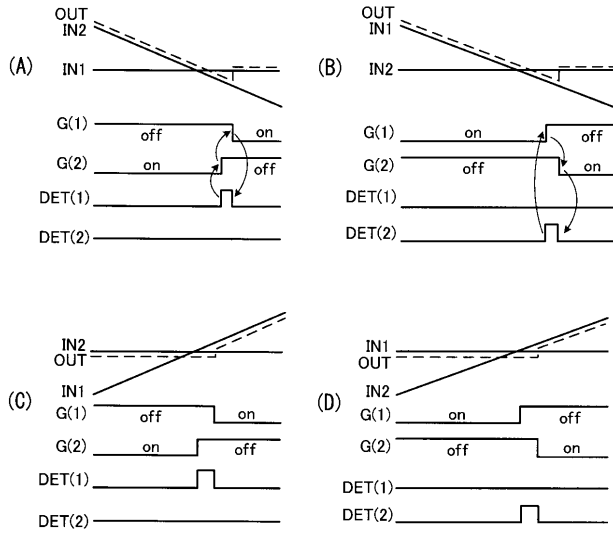 OUT
IN2
(A)
IN1
G(1)
off
on
G(2)
on
off
DET(1)
DET(2)
OUT
IN1
(B)
IN2
G(1)
on
off
G(2)
off
on
DET(1)
DET(2)
IN2
OUT
IN1
(C)
G(1)
off
on
G(2)
on
off
DET(1)
DET(2)
IN1
OUT
IN2
(D)
G(1)
on
off
G(2)
off
on
DET(1)
DET(2)